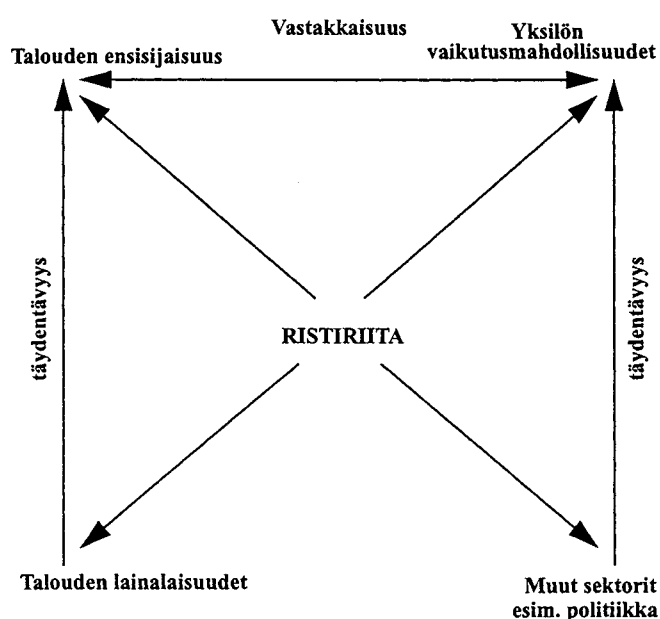 Vastakkaisuus
Talouden ensisijaisuus
Yksilön
vaikutusmahdollisuudet
täydentävyys
RISTIRIITA
täydentävyys
Talouden lainalaisuudet
Muut sektorit
esim. politiikka